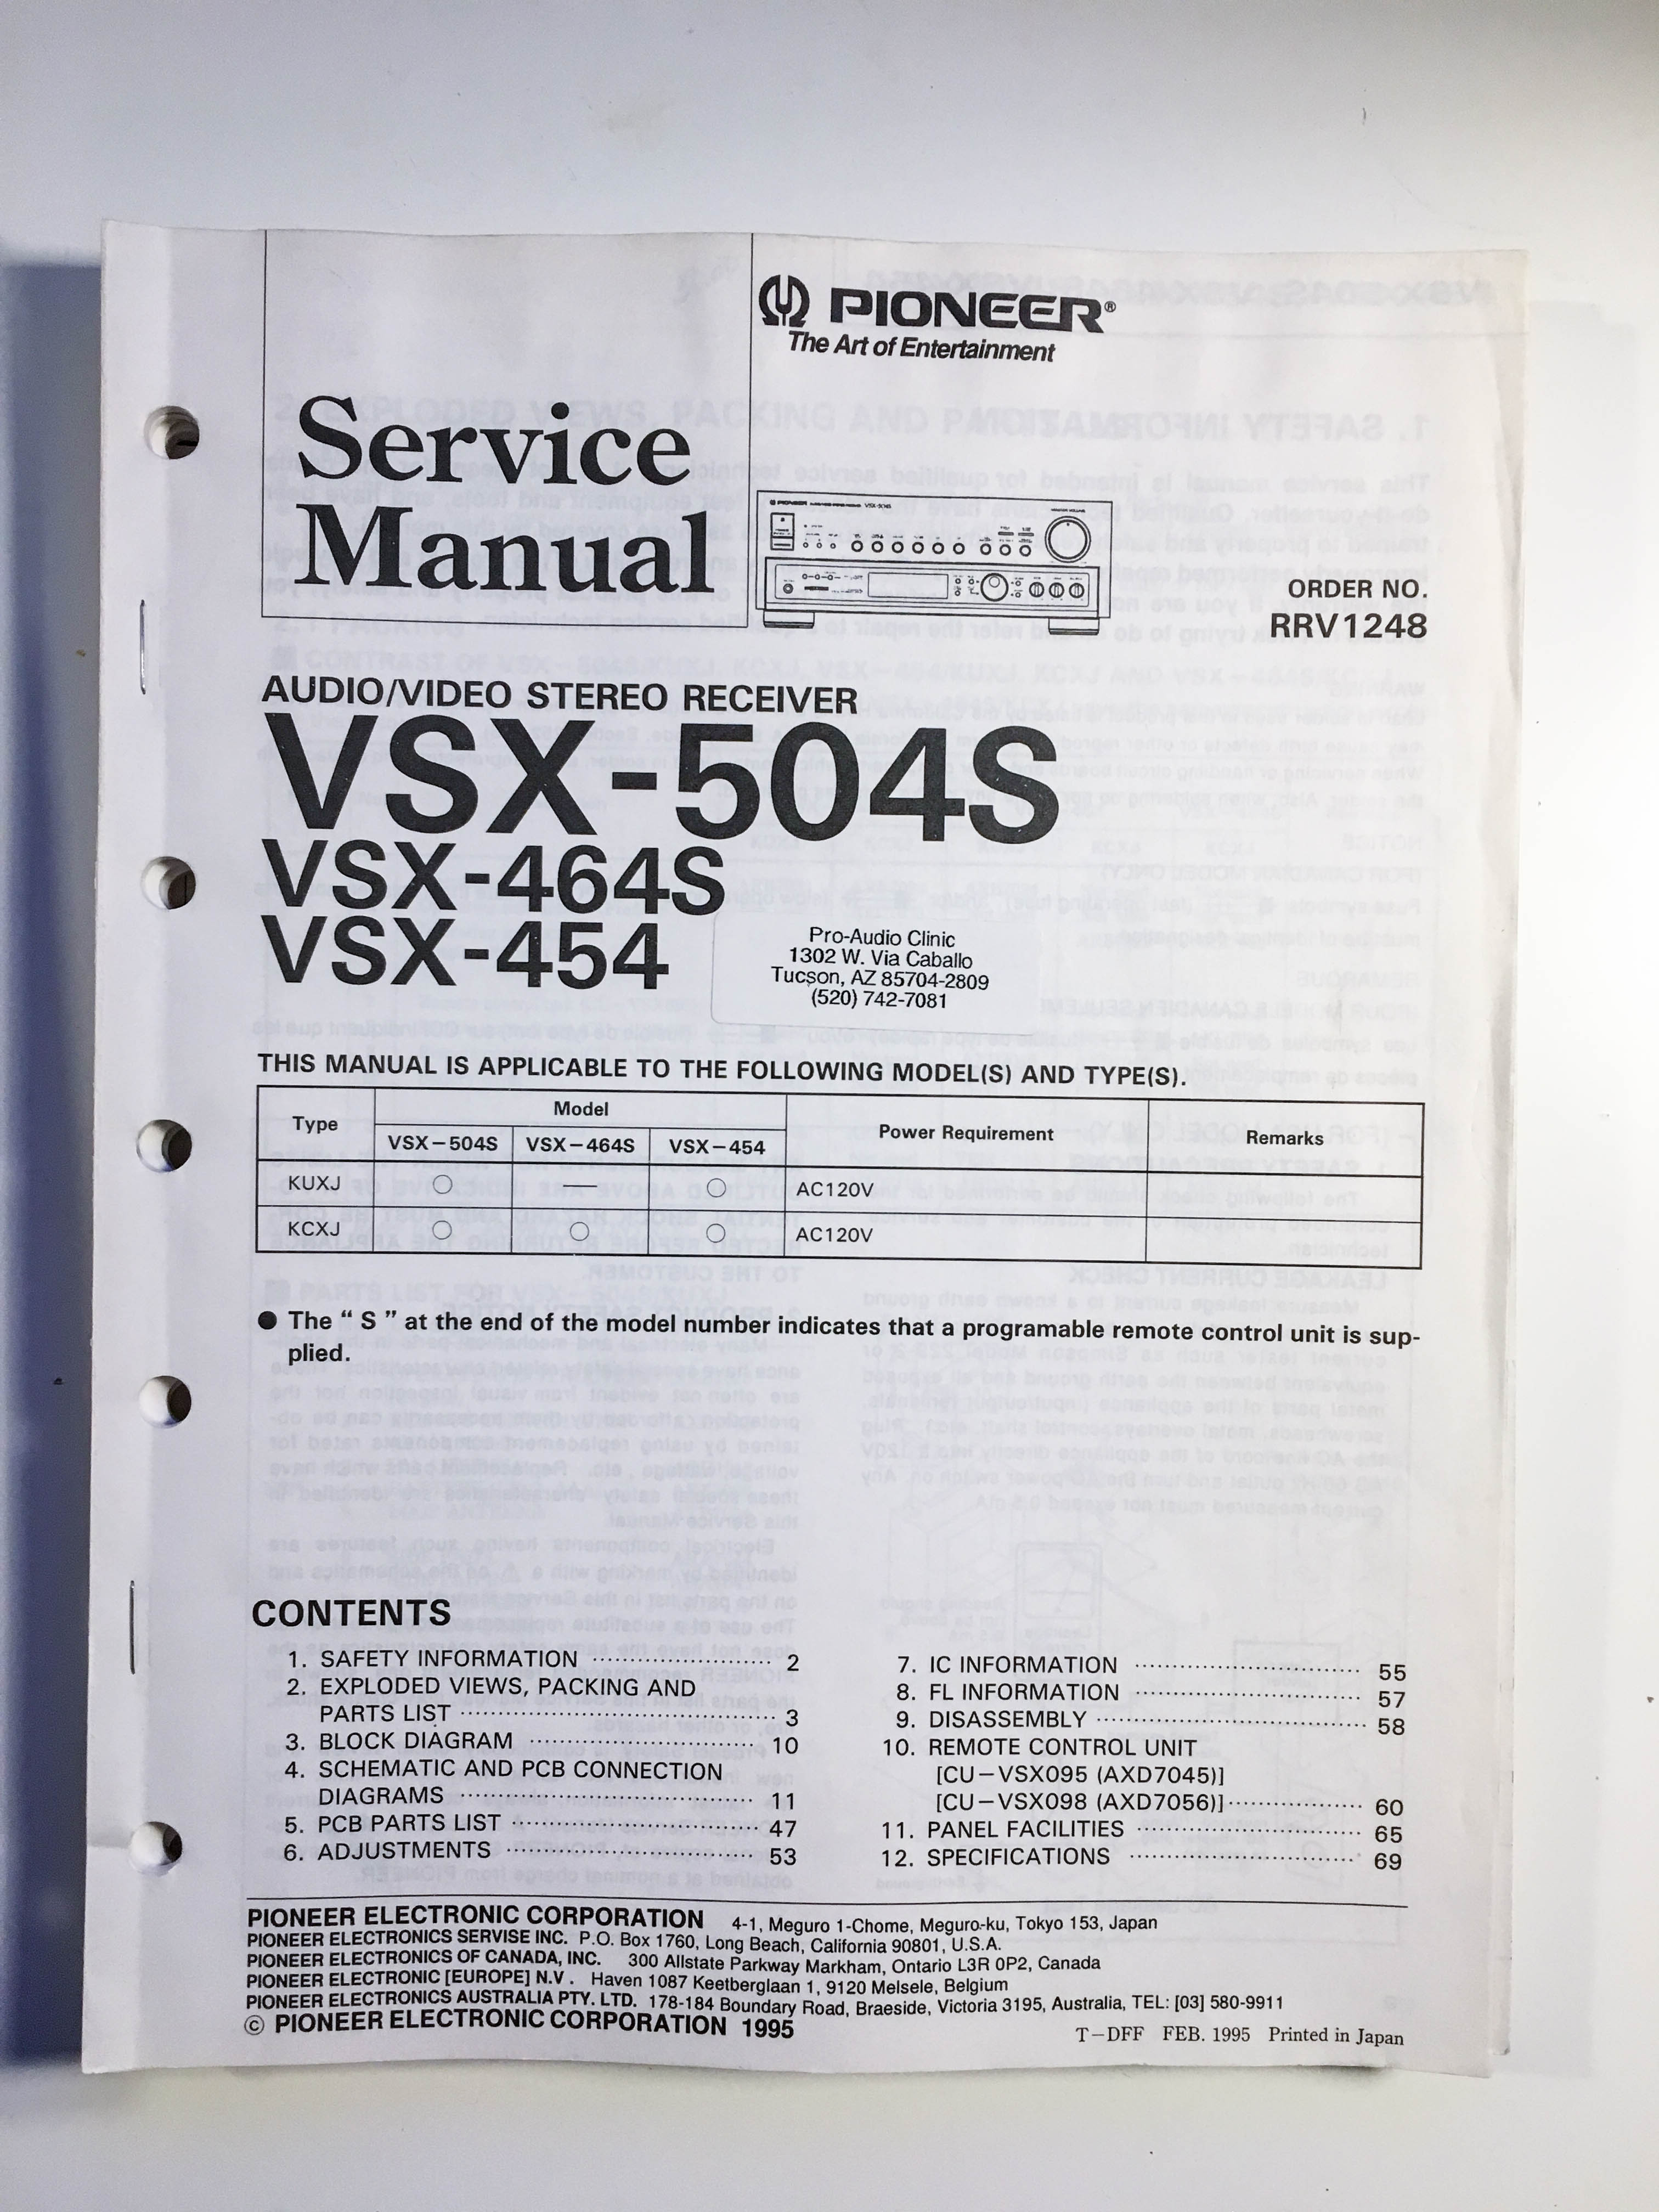 PIONEER®
The Art of Entertainment
Service
Manual
PIONEER VSX-504S
ORDER NO.
RRV1248
AUDIO/VIDEO STEREO RECEIVER
VSX-504S
VSX-464S
VSX-454
Pro-Audio Clinic
1302 W. Via Caballo
Tucson, AZ 85704-2809
(520) 742-7081
THIS MANUAL IS APPLICABLE TO THE FOLLOWING MODEL(S) AND TYPE(S).
Type Model Power Requirement Remarks
VSX-504S VSX-464S VSX-454
KUXJ ○ — ○ AC120V
KCXJ ○ ○ ○ AC120V
● The " S " at the end of the model number indicates that a programable remote control unit is sup-
plied.
CONTENTS
1. SAFETY INFORMATION 2
2. EXPLODED VIEWS, PACKING AND
PARTS LIST 3
3. BLOCK DIAGRAM 10
4. SCHEMATIC AND PCB CONNECTION
DIAGRAMS 11
5. PCB PARTS LIST 47
6. ADJUSTMENTS 53
7. IC INFORMATION 55
8. FL INFORMATION 57
9. DISASSEMBLY 58
10. REMOTE CONTROL UNIT
[CU-VSX095 (AXD7045)]
[CU-VSX098 (AXD7056)] 60
11. PANEL FACILITIES 65
12. SPECIFICATIONS 69
PIONEER ELECTRONIC CORPORATION 4-1, Meguro 1-Chome, Meguro-ku, Tokyo 153, Japan
PIONEER ELECTRONICS SERVISE INC. P.O. Box 1760, Long Beach, California 90801, U.S.A.
PIONEER ELECTRONICS OF CANADA, INC. 300 Allstate Parkway Markham, Ontario L3R 0P2, Canada
PIONEER ELECTRONIC [EUROPE] N.V. Haven 1087 Keetberglaan 1, 9120 Melsele, Belgium
PIONEER ELECTRONICS AUSTRALIA PTY. LTD. 178-184 Boundary Road, Braeside, Victoria 3195, Australia, TEL: [03] 580-9911
© PIONEER ELECTRONIC CORPORATION 1995
T-DFF FEB. 1995 Printed in Japan